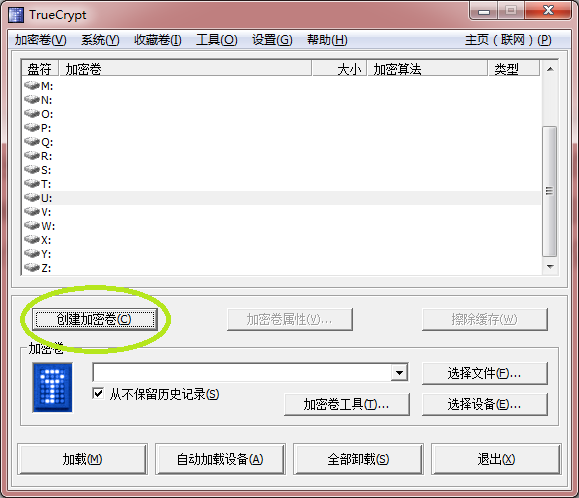 TrueCrypt
加密卷(V) 系统(Y) 收藏卷(I) 工具(O) 设置(G) 帮助(H) 主页（联网）(P)
盘符 加密卷 大小 加密算法 类型
M:
N:
O:
P:
Q:
R:
S:
T:
U:
V:
W:
X:
Y:
Z:
创建加密卷(C) 加密卷属性(V)... 擦除缓存(W)
加密卷
选择文件(F)...
从不保留历史记录(S)
加密卷工具(T)... 选择设备(E)...
加载(M) 自动加载设备(A) 全部卸载(S) 退出(X)